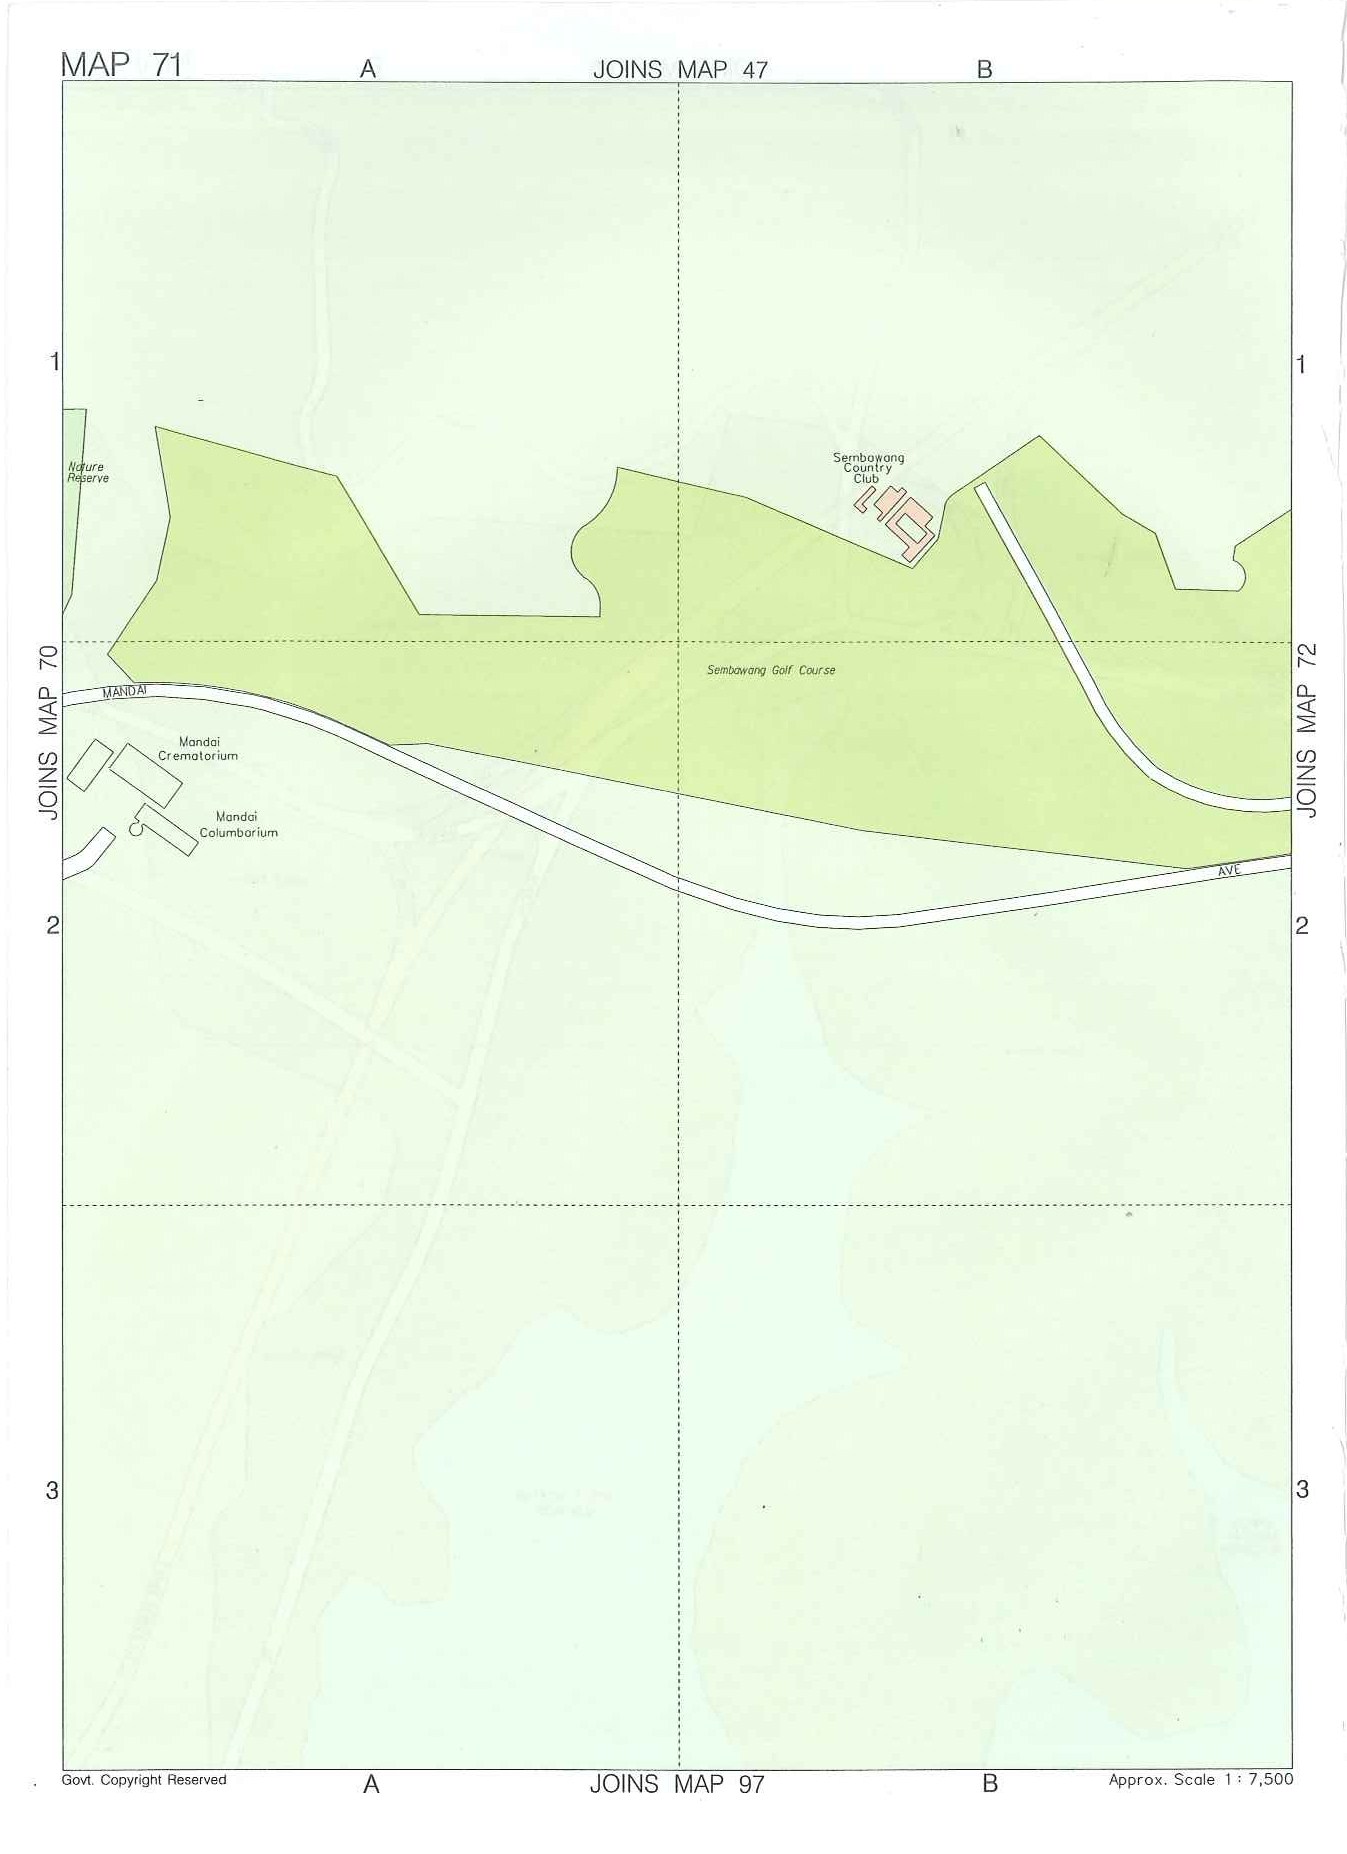 MAP 71
A
JOINS MAP 47
B
1
1
Nature
Reserve
Sembawang
Country
Club
JOINS MAP 70
JOINS MAP 72
Sembawang Golf Course
MANDAI
Mandai
Crematorium
Mandai
Columbarium
AVE
2
2
3
3
Govt. Copyright Reserved
A
JOINS MAP 97
B
Approx. Scale 1 : 7,500